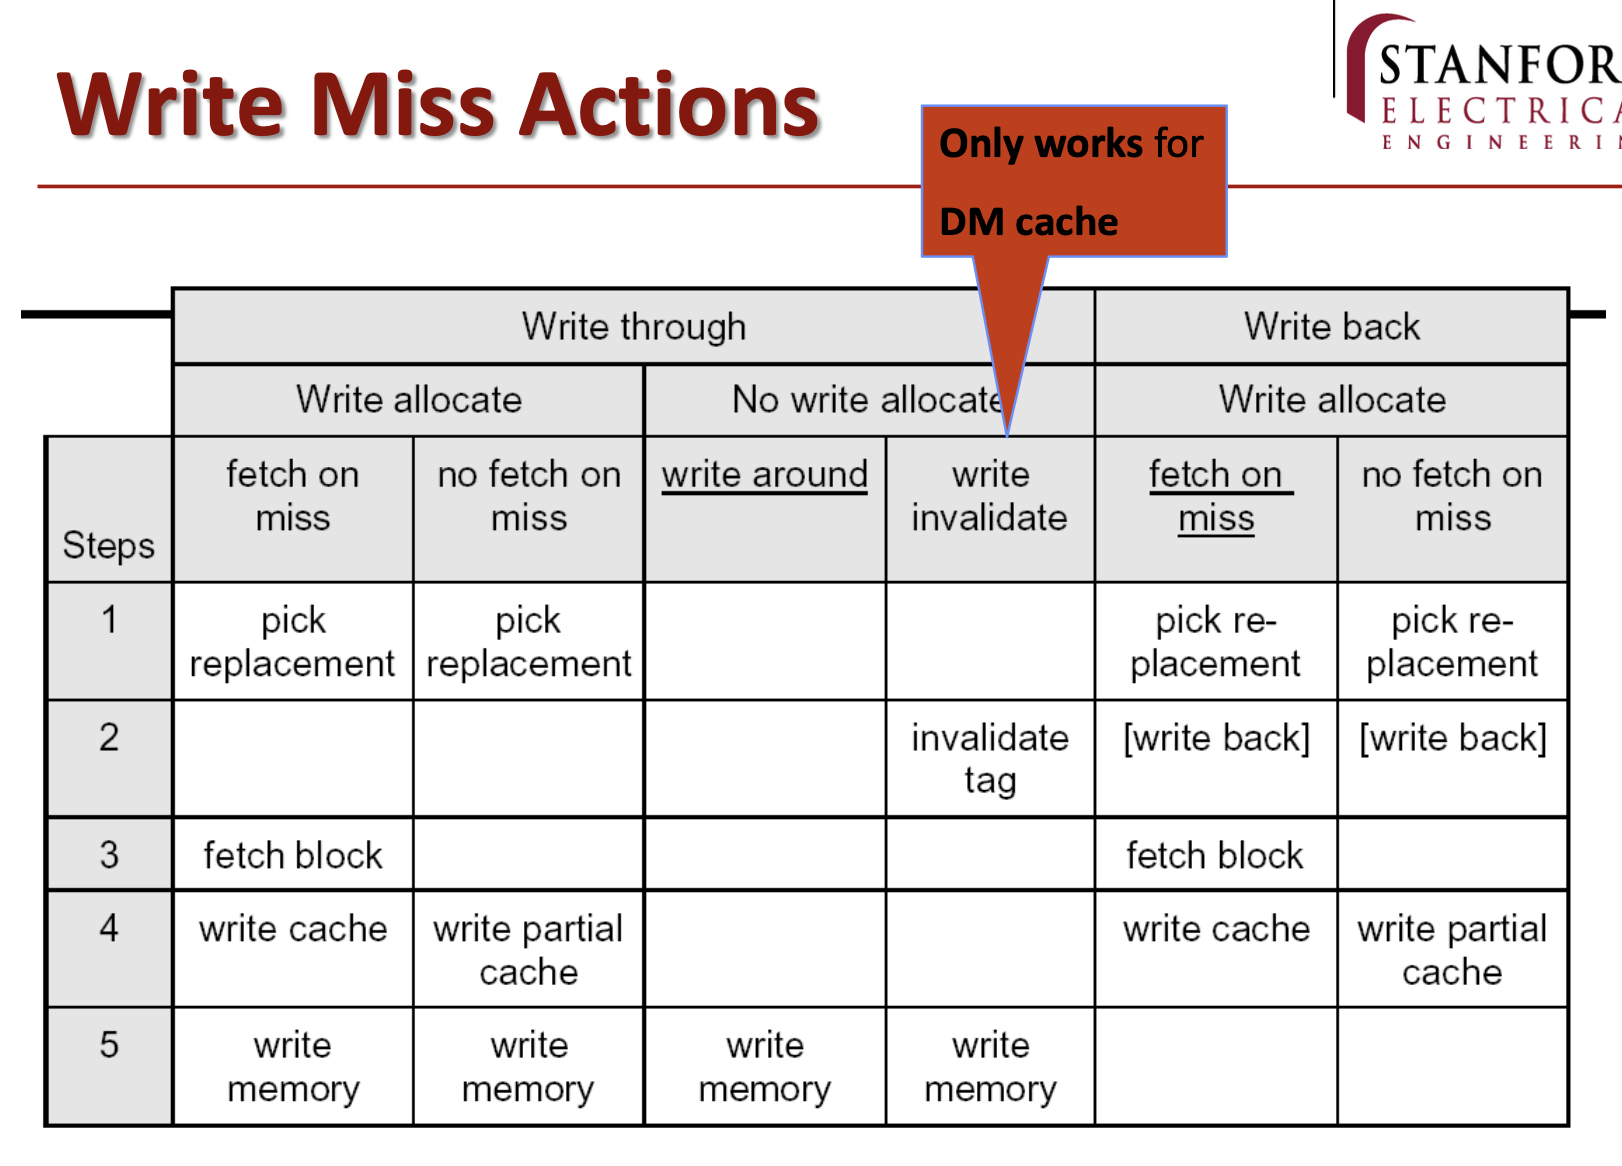 Write Miss Actions
STANFOR
ELECTRICA
ENGINEERIN
Only works for
DM cache
Write through
Write back
Write allocate
No write allocate
Write allocate
Steps
fetch on
miss
no fetch on
miss
write around
write
invalidate
fetch on
miss
no fetch on
miss
1
pick
replacement
pick
replacement
pick re-
placement
pick re-
placement
2
invalidate
tag
[write back]
[write back]
3
fetch block
fetch block
4
write cache
write partial
cache
write cache
write partial
cache
5
write
memory
write
memory
write
memory
write
memory